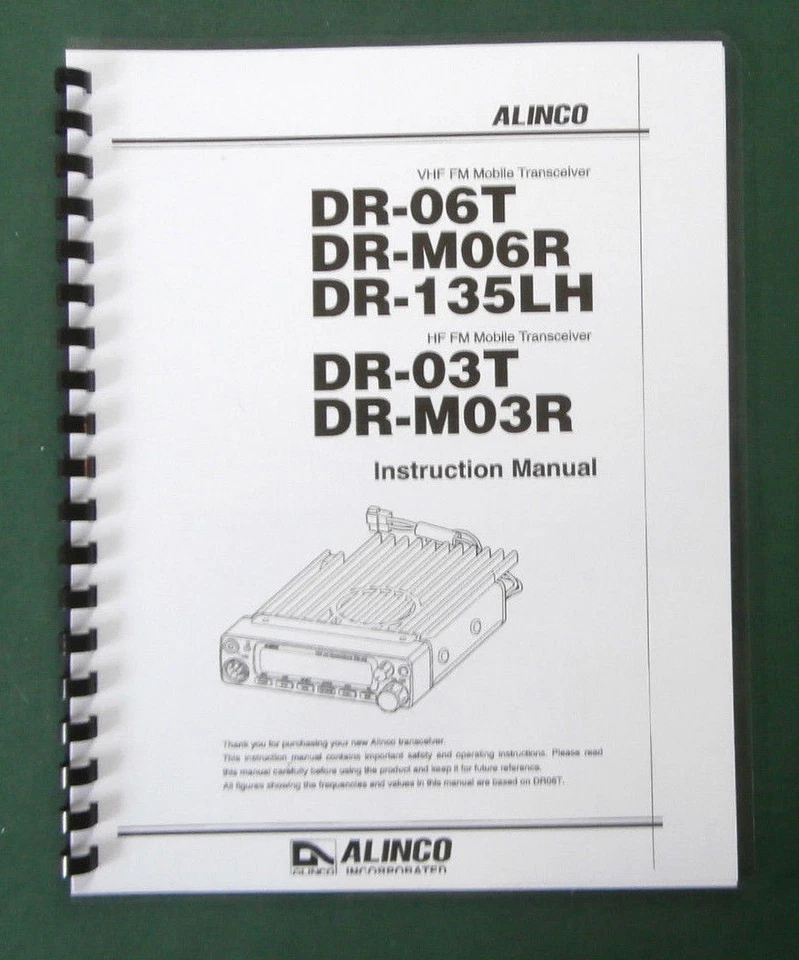 ALINCO
VHF FM Mobile Transceiver
DR-06T
DR-M06R
DR-135LH
HF FM Mobile Transceiver
DR-03T
DR-M03R
Instruction Manual
Thank you for purchasing your new Alinco transceiver.
This instruction manual contains important safety and operating instructions. Please read
this manual carefully before using the product and keep it for future reference.
All figures showing the frequencies and values in this manual are based on DR06T.
ALINCO
ALINCO
INCORPORATED